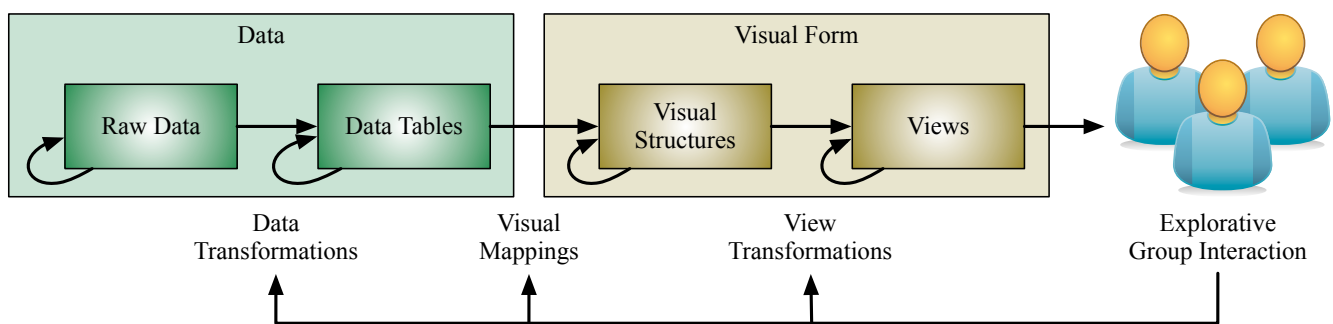 Data
Visual Form
Raw Data
Data Tables
Visual
Structures
Views
Data
Transformations
Visual
Mappings
View
Transformations
Explorative
Group Interaction